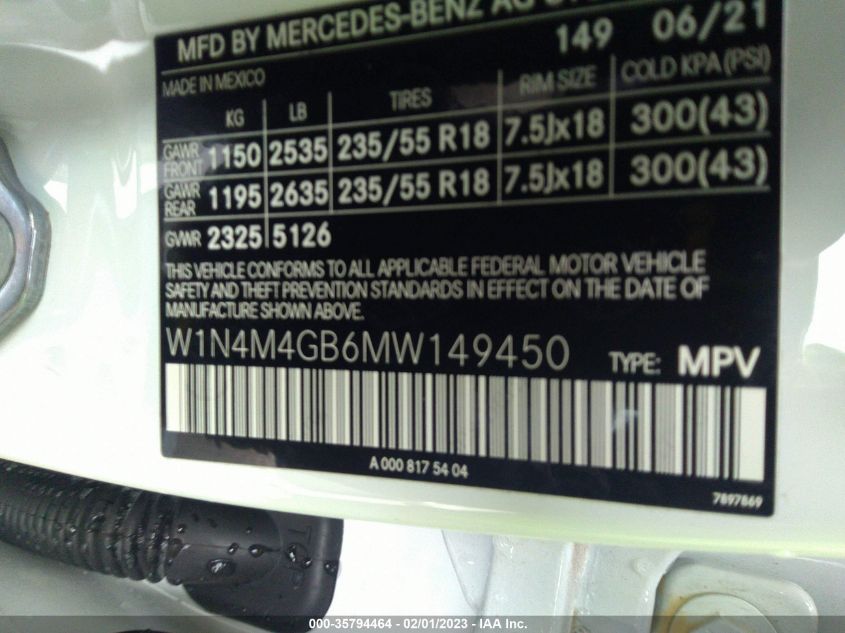 MFD BY MERCEDES-BENZ AG
149 06/21
MADE IN MEXICO
KG LB TIRES RIM SIZE COLD KPA (PSI)
GAWR FRONT 1150 2535 235/55 R18 7.5Jx18 300(43)
GAWR REAR 1195 2635 235/55 R18 7.5Jx18 300(43)
GVWR 2325 5126
THIS VEHICLE CONFORMS TO ALL APPLICABLE FEDERAL MOTOR VEHICLE
SAFETY AND THEFT PREVENTION STANDARDS IN EFFECT ON THE DATE OF
MANUFACTURE SHOWN ABOVE.
W1N4M4GB6MW149450 TYPE: MPV
A 000 817 54 04
7897869
000-35794464 / 02/01/2023 - IAA Inc.